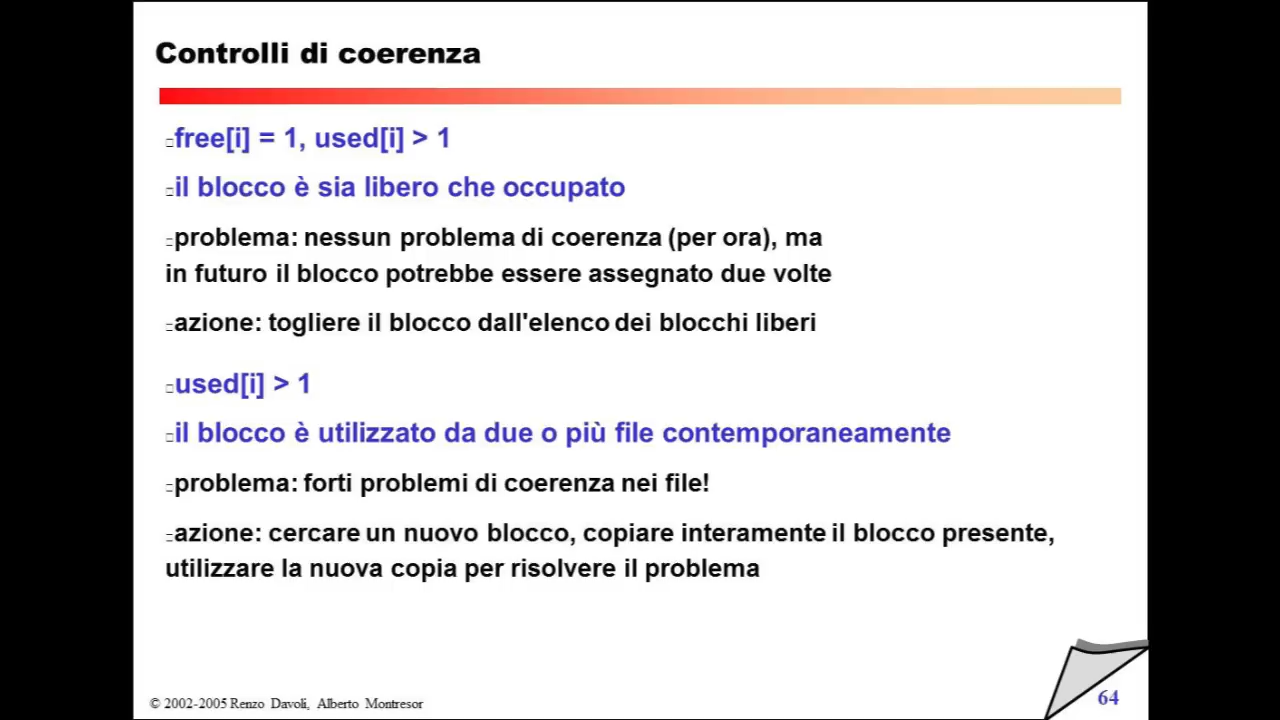 Controlli di coerenza
free[i] = 1, used[i] > 1
il blocco è sia libero che occupato
problema: nessun problema di coerenza (per ora), ma
in futuro il blocco potrebbe essere assegnato due volte
azione: togliere il blocco dall'elenco dei blocchi liberi
used[i] > 1
il blocco è utilizzato da due o più file contemporaneamente
problema: forti problemi di coerenza nei file!
azione: cercare un nuovo blocco, copiare interamente il blocco presente,
utilizzare la nuova copia per risolvere il problema
© 2002-2005 Renzo Davoli, Alberto Montresor
64